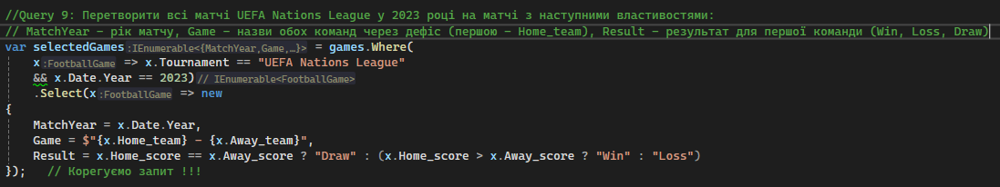 //Query 9: Перетворити всі матчі UEFA Nations League у 2023 році на матчі з наступними властивостями:
// MatchYear - рік матчу, Game - назви обох команд через дефіс (першою - Home_team), Result - результат для першої команди (Win, Loss, Draw)
var selectedGames:IEnumerable<{MatchYear,Game,…}> = games.Where(
x:FootballGame => x.Tournament == "UEFA Nations League"
&& x.Date.Year == 2023)// IEnumerable<FootballGame>
.Select(x:FootballGame => new
{
MatchYear = x.Date.Year,
Game = $"{x.Home_team} - {x.Away_team}",
Result = x.Home_score == x.Away_score ? "Draw" : (x.Home_score > x.Away_score ? "Win" : "Loss")
}); // Корегуємо запит !!!